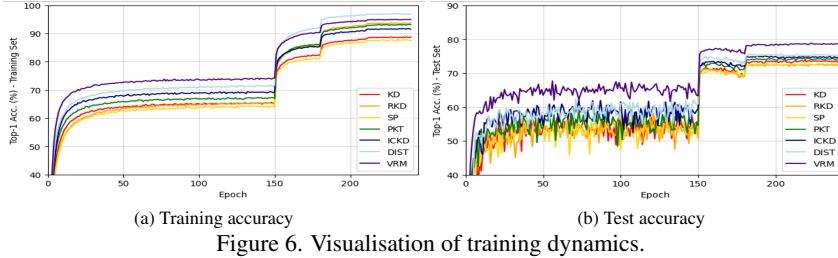 100
90
80
70
60
50
40
Top-1 Acc. (%) - Training Set
0 50 100 150 200
Epoch
KD
RKD
SP
PKT
ICKD
DIST
VRM
(a) Training accuracy
100
90
80
70
60
50
40
Top-1 Acc. (%) - Test Set
0 50 100 150 200
Epoch
KD
RKD
SP
PKT
ICKD
DIST
VRM
(b) Test accuracy
Figure 6. Visualisation of training dynamics.